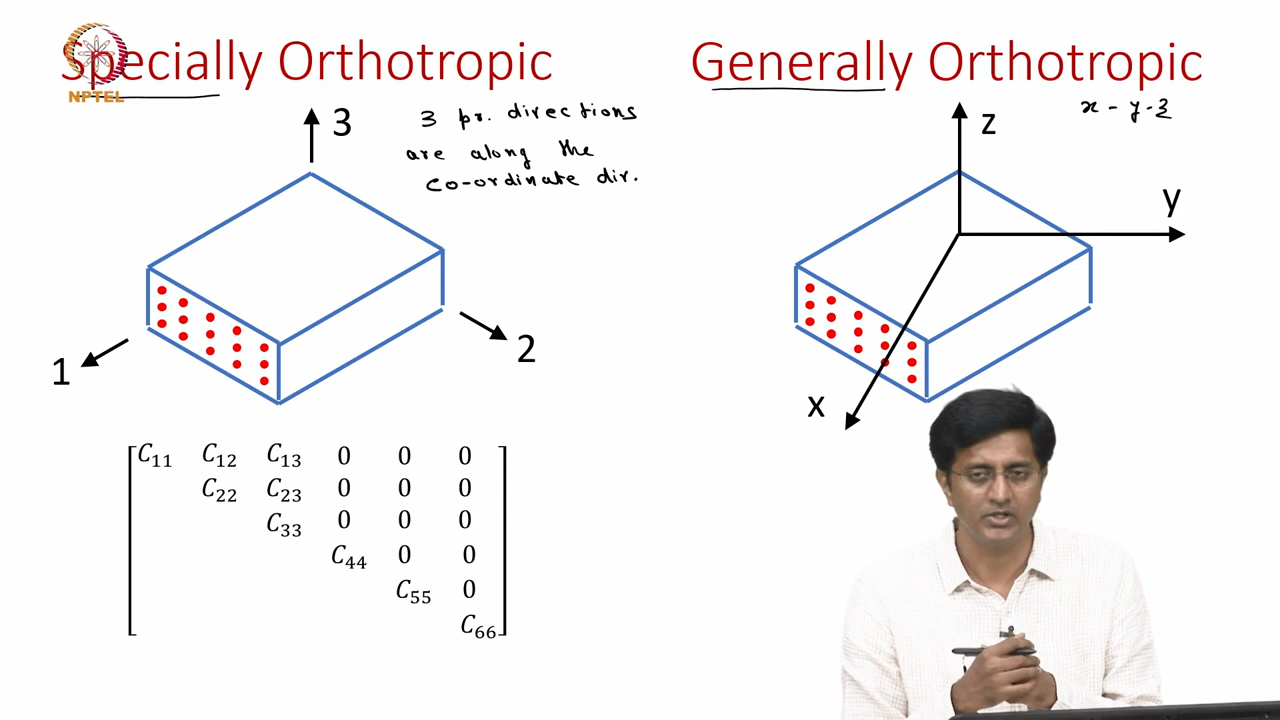 Specially Orthotropic
NPTEL
3
3 pr. directions
are along the
co-ordinate dir.
1
2
C₁₁ C₁₂ C₁₃ 0 0 0
C₂₂ C₂₃ 0 0 0
C₃₃ 0 0 0
C₄₄ 0 0
C₅₅ 0
C₆₆
Generally Orthotropic
x - y - z
z
y
x